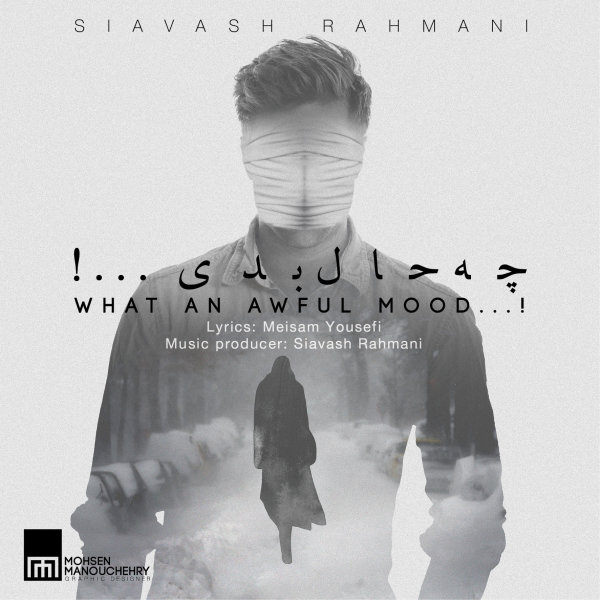 SIAVASH RAHMANI
چه حال بدی ...!
WHAT AN AWFUL MOOD...!
Lyrics: Meisam Yousefi
Music producer: Siavash Rahmani
MOHSEN
MANOUCHEHRY
GRAPHIC DESIGNER